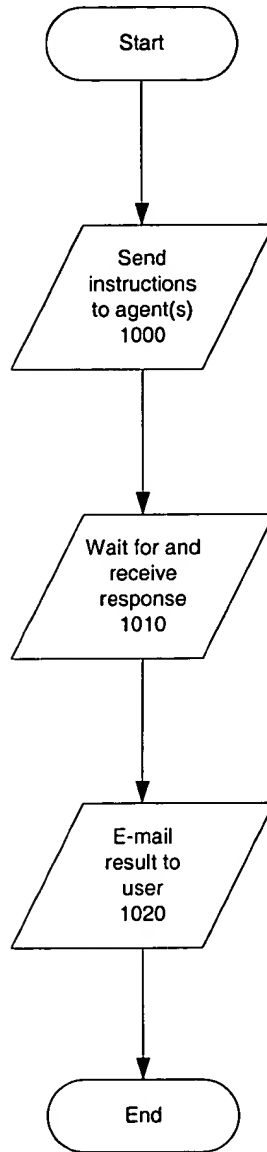 Start
Send
instructions
to agent(s)
1000
Wait for and
receive
response
1010
E-mail
result to
user
1020
End